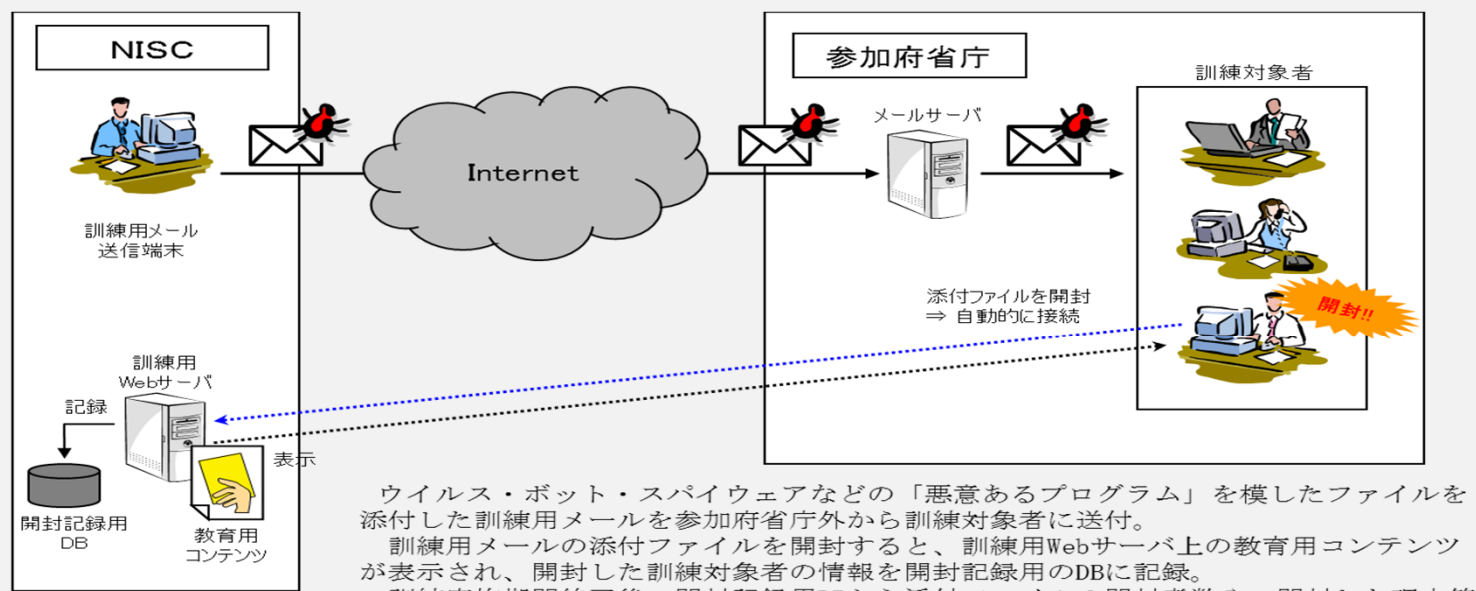 NISC
訓練用メール
送信端末
Internet
参加府省庁
メールサーバ
訓練対象者
添付ファイルを開封
⇒ 自動的に接続
開封!!
訓練用
Webサーバ
記録
表示
開封記録用
DB
教育用
コンテンツ
ウイルス・ボット・スパイウェアなどの「悪意あるプログラム」を模したファイルを
添付した訓練用メールを参加府省庁外から訓練対象者に送付。
訓練用メールの添付ファイルを開封すると、訓練用Webサーバ上の教育用コンテンツ
が表示され、開封した訓練対象者の情報を開封記録用のDBに記録。